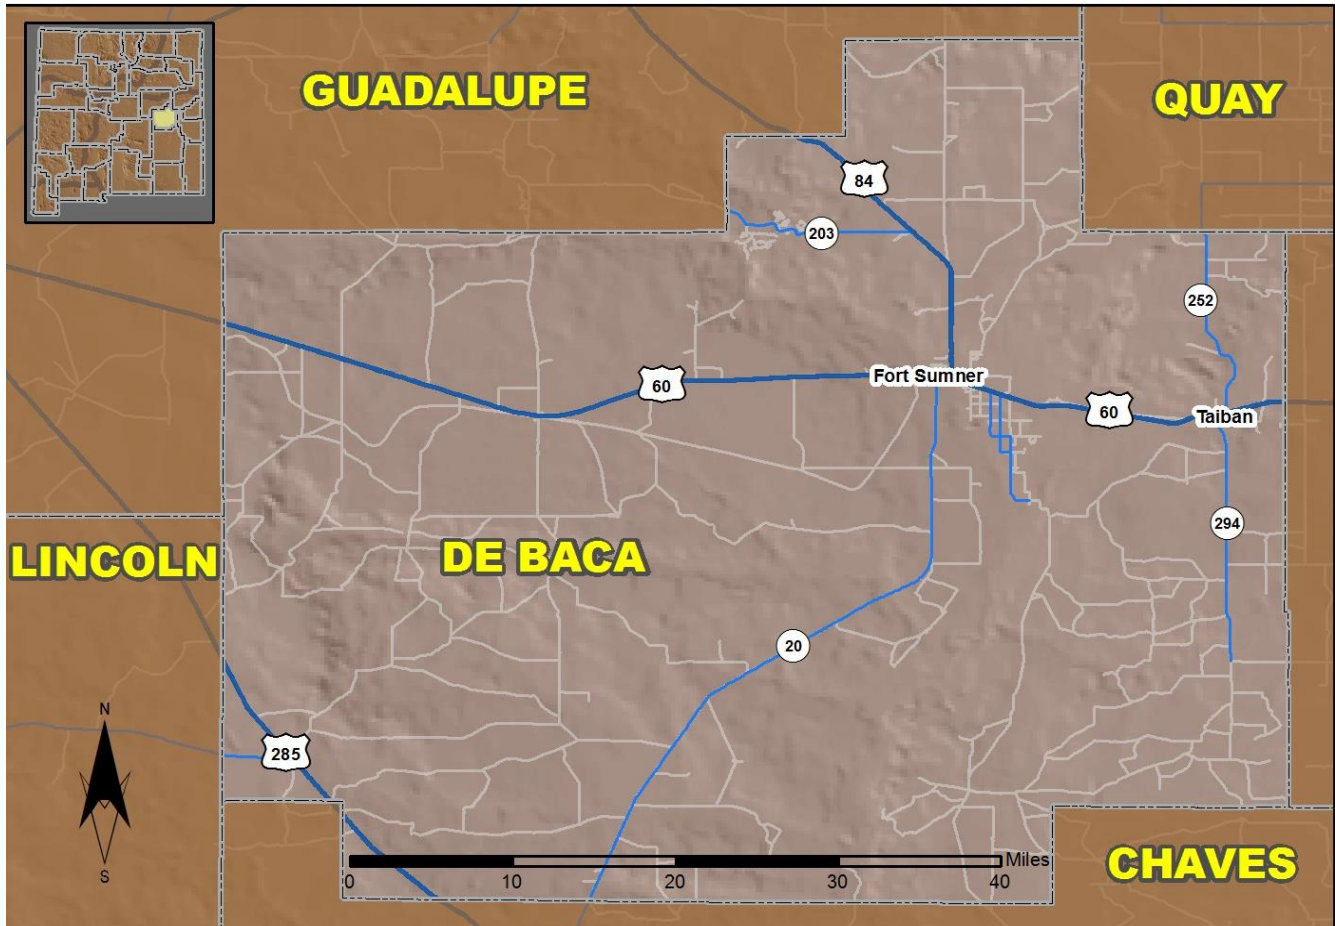 GUADALUPE
QUAY
84
203
252
60
Fort Sumner
60
Taiban
294
LINCOLN
DE BACA
20
N
285
S
Miles
0 10 20 30 40
CHAVES